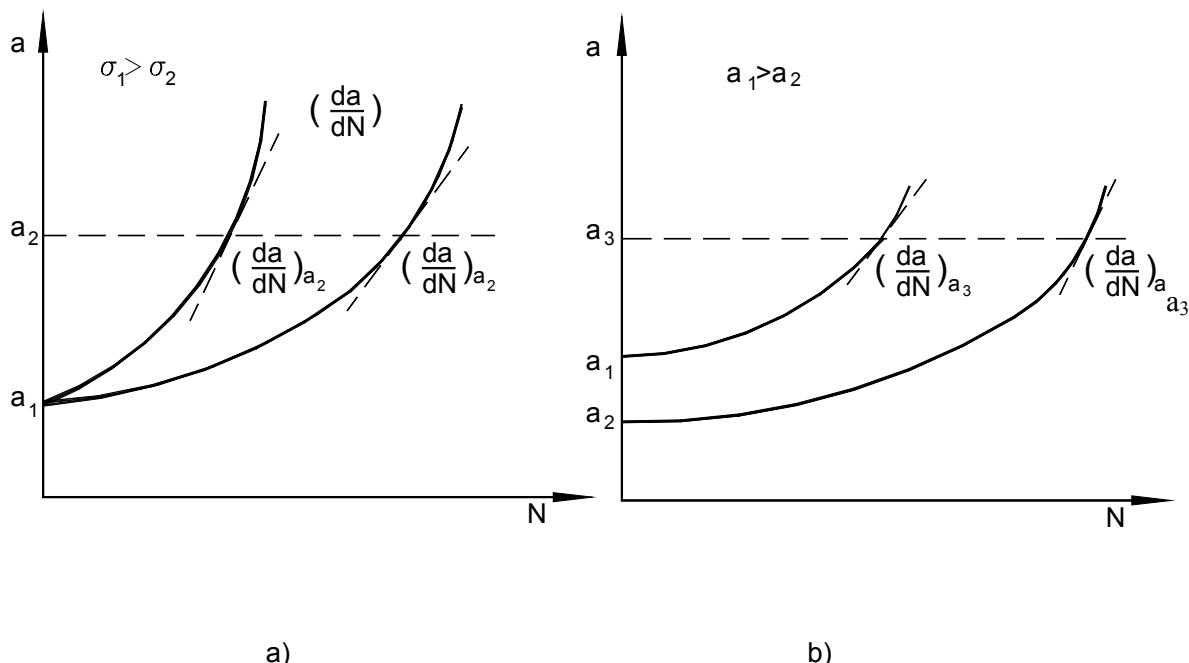 a
σ1> σ2
(da/dN)
a2
(da/dN)a2
(da/dN)a2
a1
N
a)
a
a1>a2
a3
(da/dN)a3
(da/dN)a
a3
a1
a2
N
b)